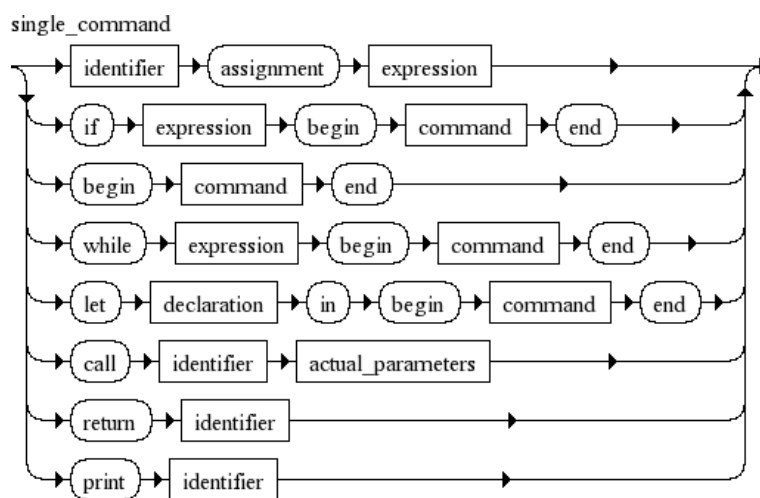 single_command
identifier assignment expression
if expression begin command end
begin command end
while expression begin command end
let declaration in begin command end
call identifier actual_parameters
return identifier
print identifier